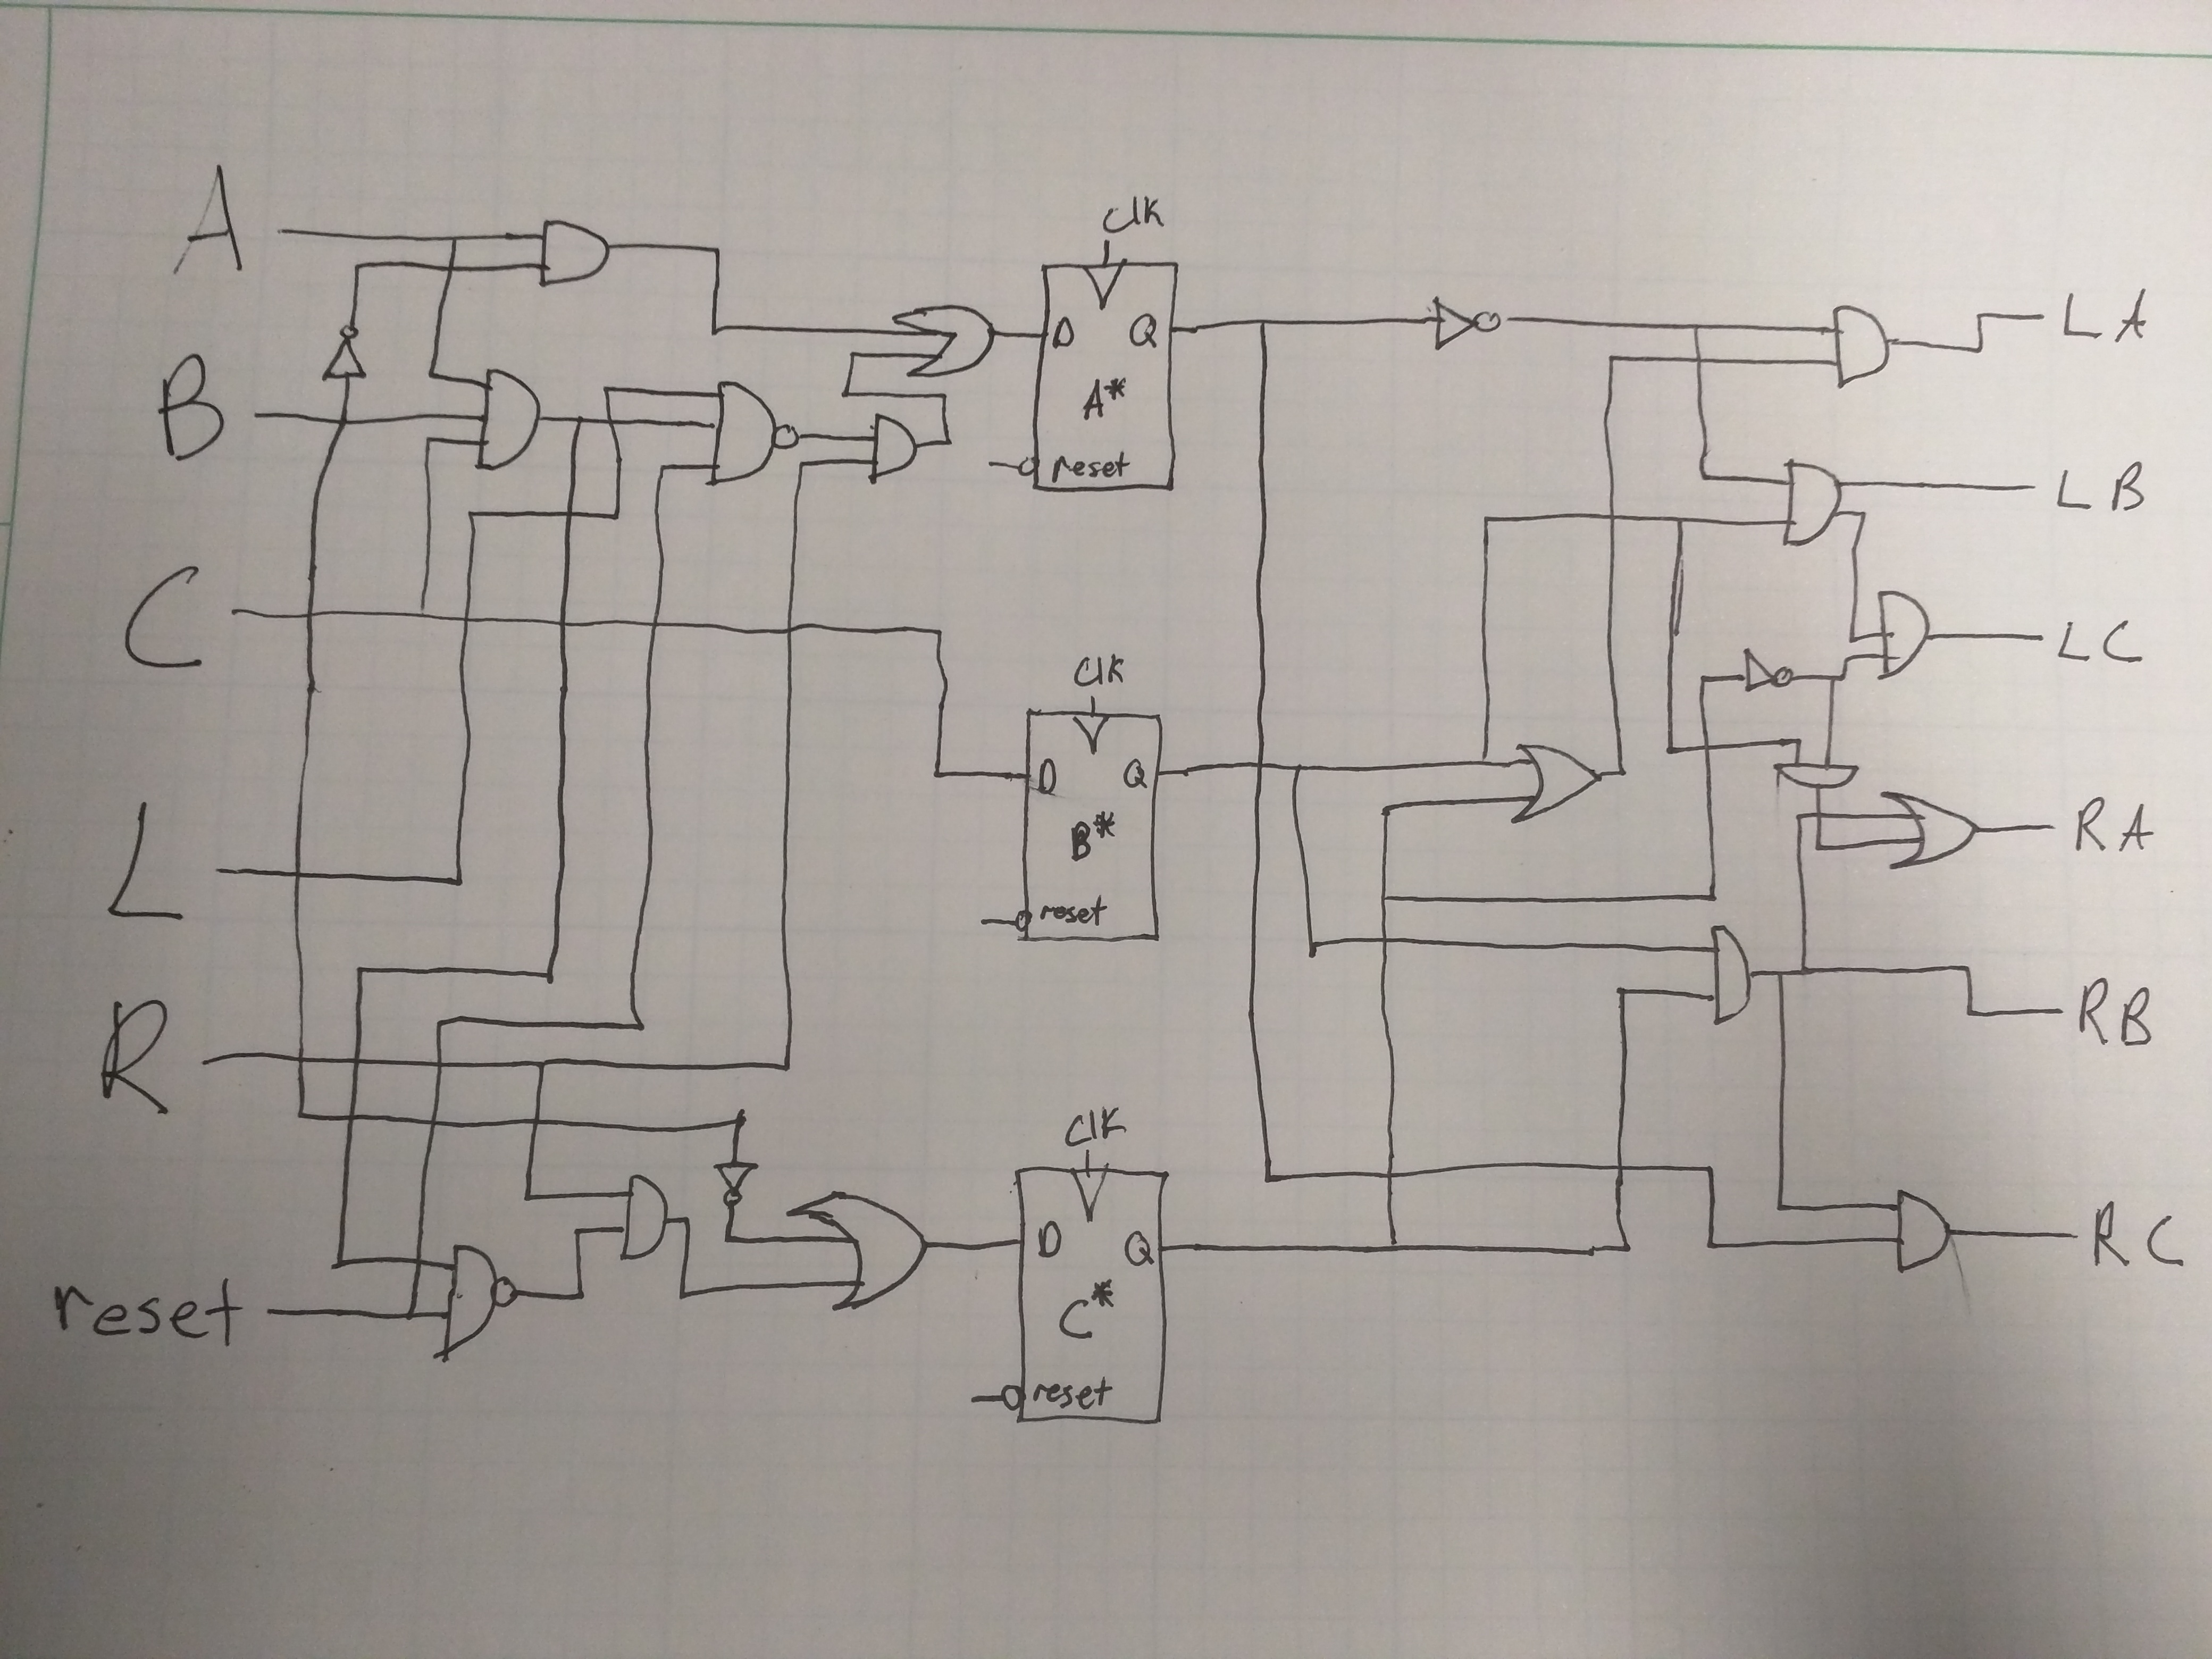 A
B
C
L
R
reset
clk
D Q
A*
reset
clk
D Q
B*
reset
clk
D Q
C*
reset
LA
LB
LC
RA
RB
RC